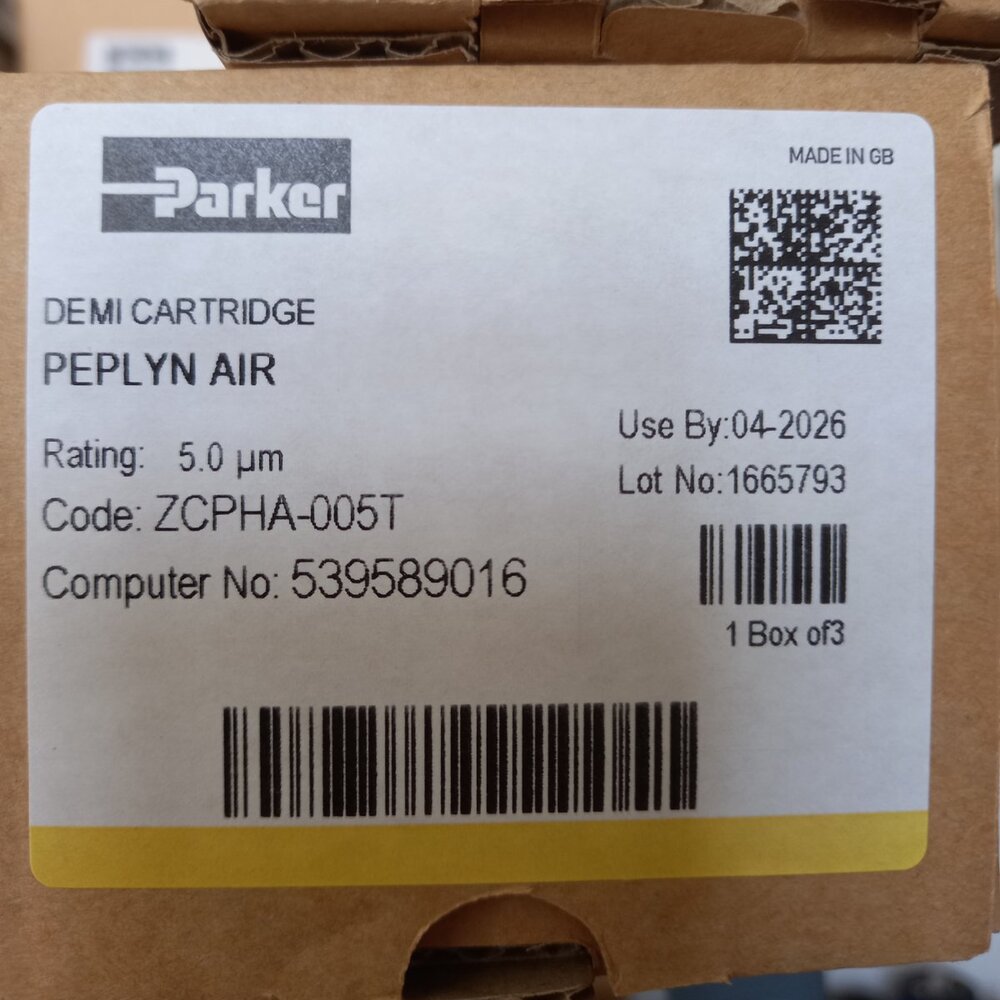 Parker
MADE IN GB
DEMI CARTRIDGE
PEPLYN AIR
Rating: 5.0 µm
Code: ZCPHA-005T
Computer No: 539589016
Use By:04-2026
Lot No:1665793
1 Box of3